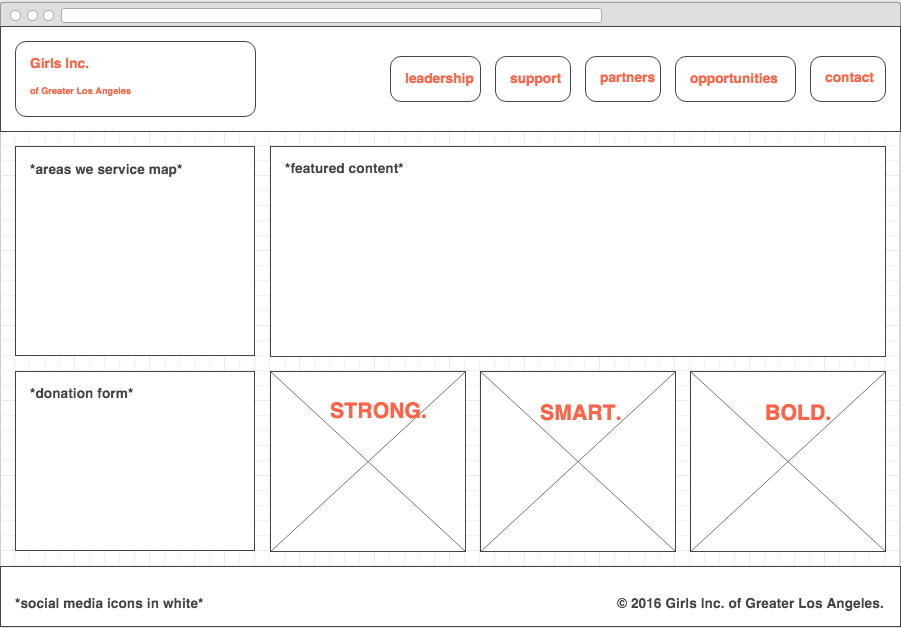 Girls Inc.
of Greater Los Angeles
leadership
support
partners
opportunities
contact
*areas we service map*
*featured content*
*donation form*
STRONG.
SMART.
BOLD.
*social media icons in white*
© 2016 Girls Inc. of Greater Los Angeles.